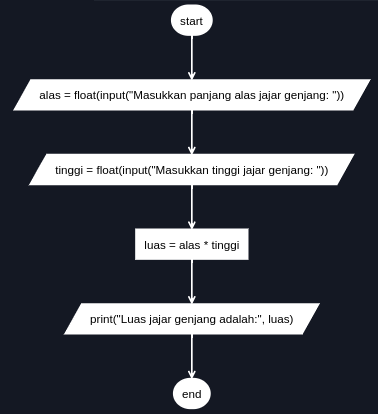 start
alas = float(input("Masukkan panjang alas jajar genjang: "))
tinggi = float(input("Masukkan tinggi jajar genjang: "))
luas = alas * tinggi
print("Luas jajar genjang adalah:", luas)
end